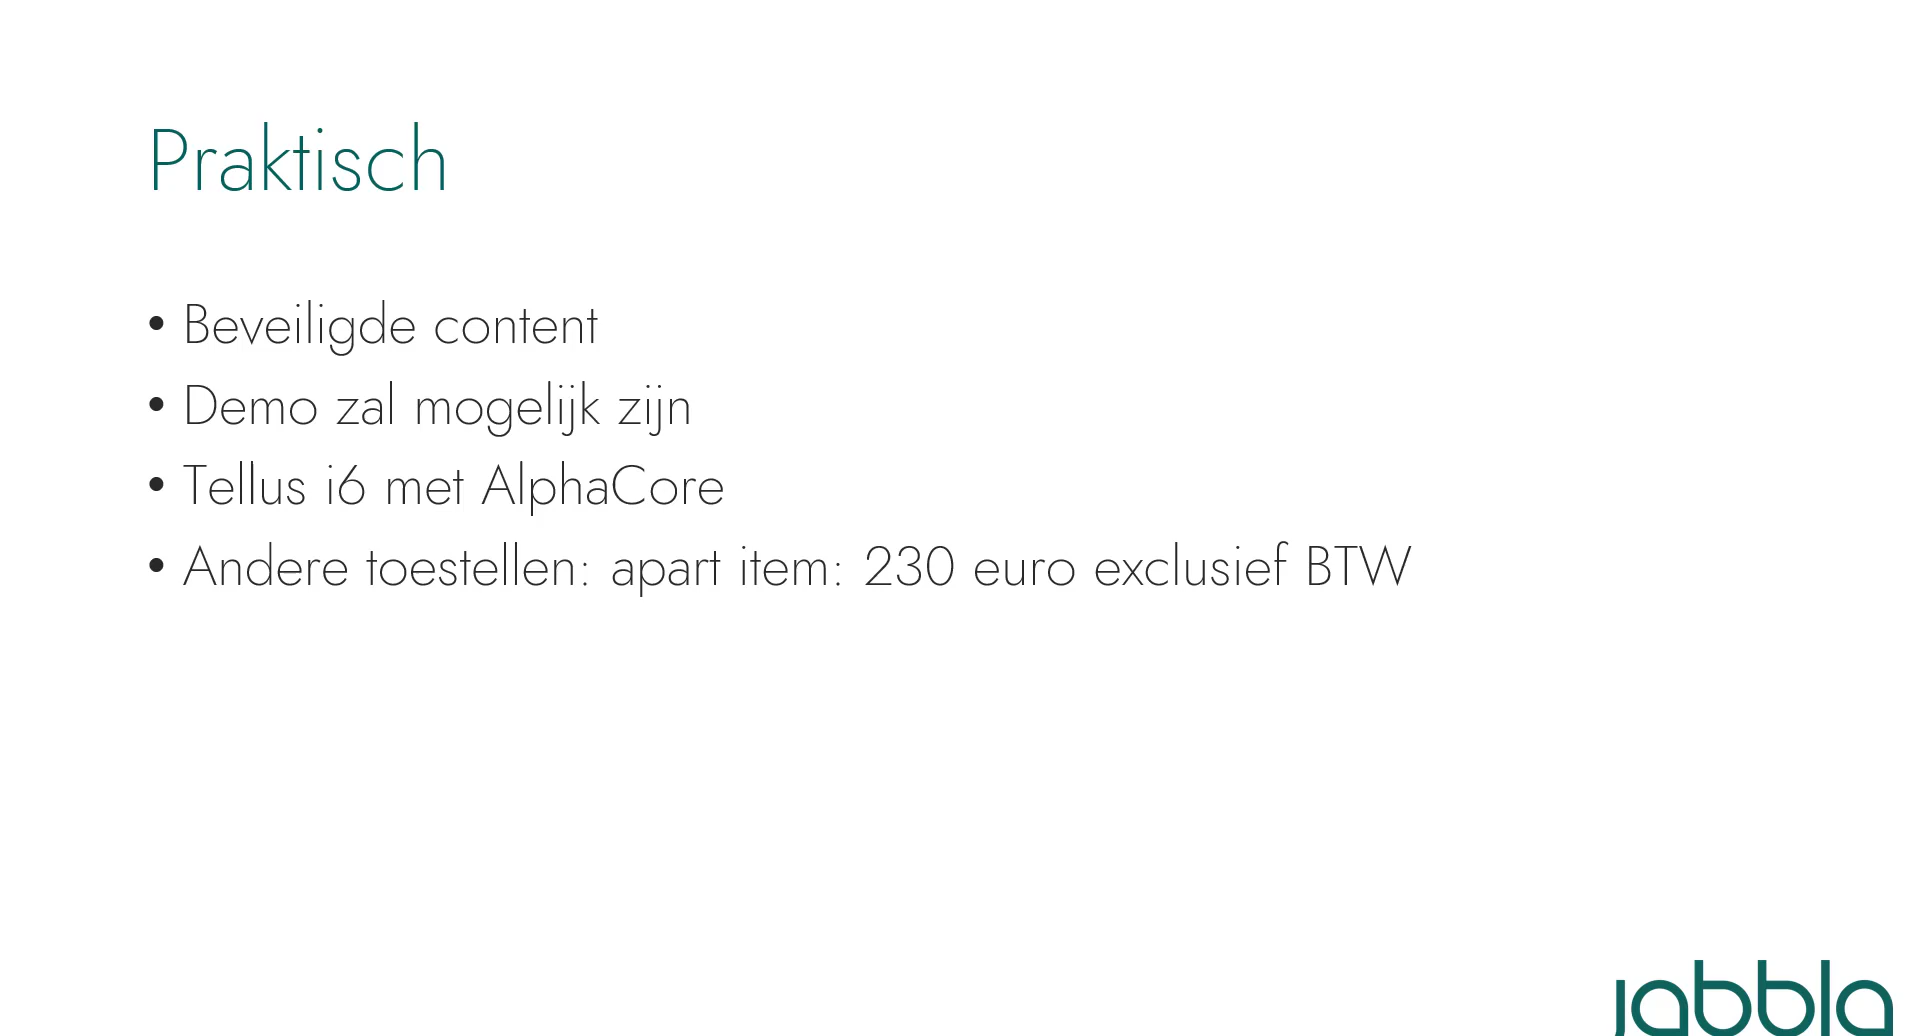 Praktisch
• Beveiligde content
• Demo zal mogelijk zijn
• Tellus i6 met AlphaCore
• Andere toestellen: apart item: 230 euro exclusief BTW
jabbla